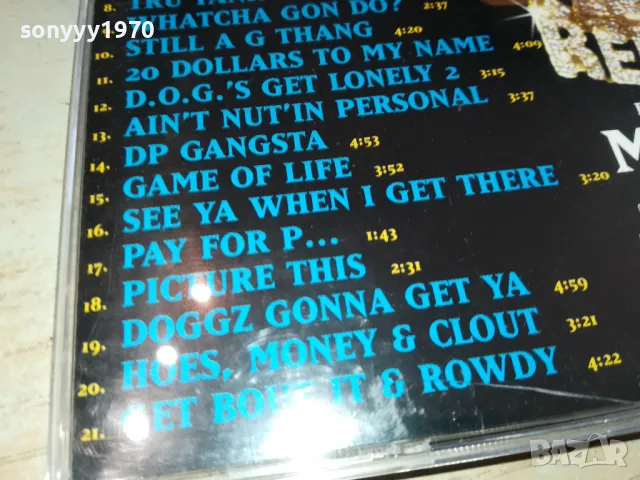 sonyyy1970
8. TRU
9. WHATCHA GON DO? 2:37
10. STILL A G THANG 4:20
11. 20 DOLLARS TO MY NAME 4:09
12. D.O.G.'S GET LONELY 2 3:15
13. AIN'T NUT'IN PERSONAL 3:37
14. DP GANGSTA 4:53
15. GAME OF LIFE 3:52
16. SEE YA WHEN I GET THERE 3:29
17. PAY FOR P... 1:43
18. PICTURE THIS 2:31
19. DOGGZ GONNA GET YA 4:59
20. HOES, MONEY & CLOUT 3:21
21. GET BOUT IT & ROWDY 4:22
BAZAR